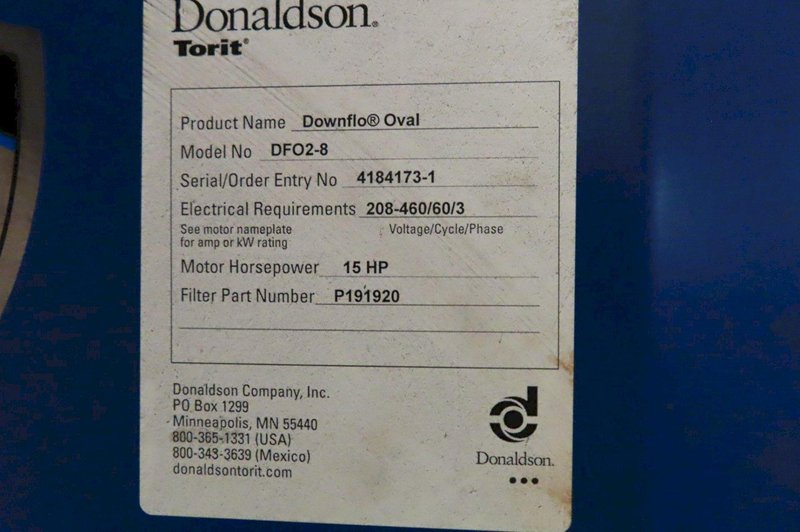 Donaldson®
Torit®
Product Name Downflo® Oval
Model No DFO2-8
Serial/Order Entry No 4184173-1
Electrical Requirements 208-460/60/3
See motor nameplate Voltage/Cycle/Phase
for amp or kW rating
Motor Horsepower 15 HP
Filter Part Number P191920
Donaldson Company, Inc.
PO Box 1299
Minneapolis, MN 55440
800-365-1331 (USA)
800-343-3639 (Mexico)
donaldsontorit.com
Donaldson.